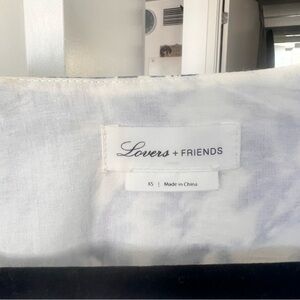 Lovers + FRIENDS
XS | Made in China